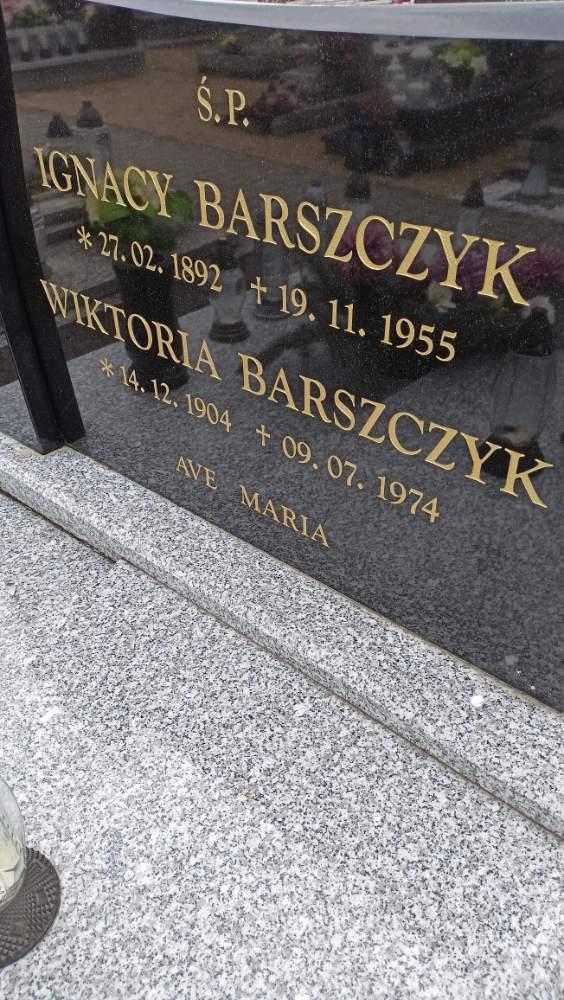 Ś.P.
IGNACY BARSZCZYK
* 27. 02. 1892 ✝ 19. 11. 1955
WIKTORIA BARSZCZYK
* 14. 12. 1904 ✝ 09. 07. 1974
AVE MARIA